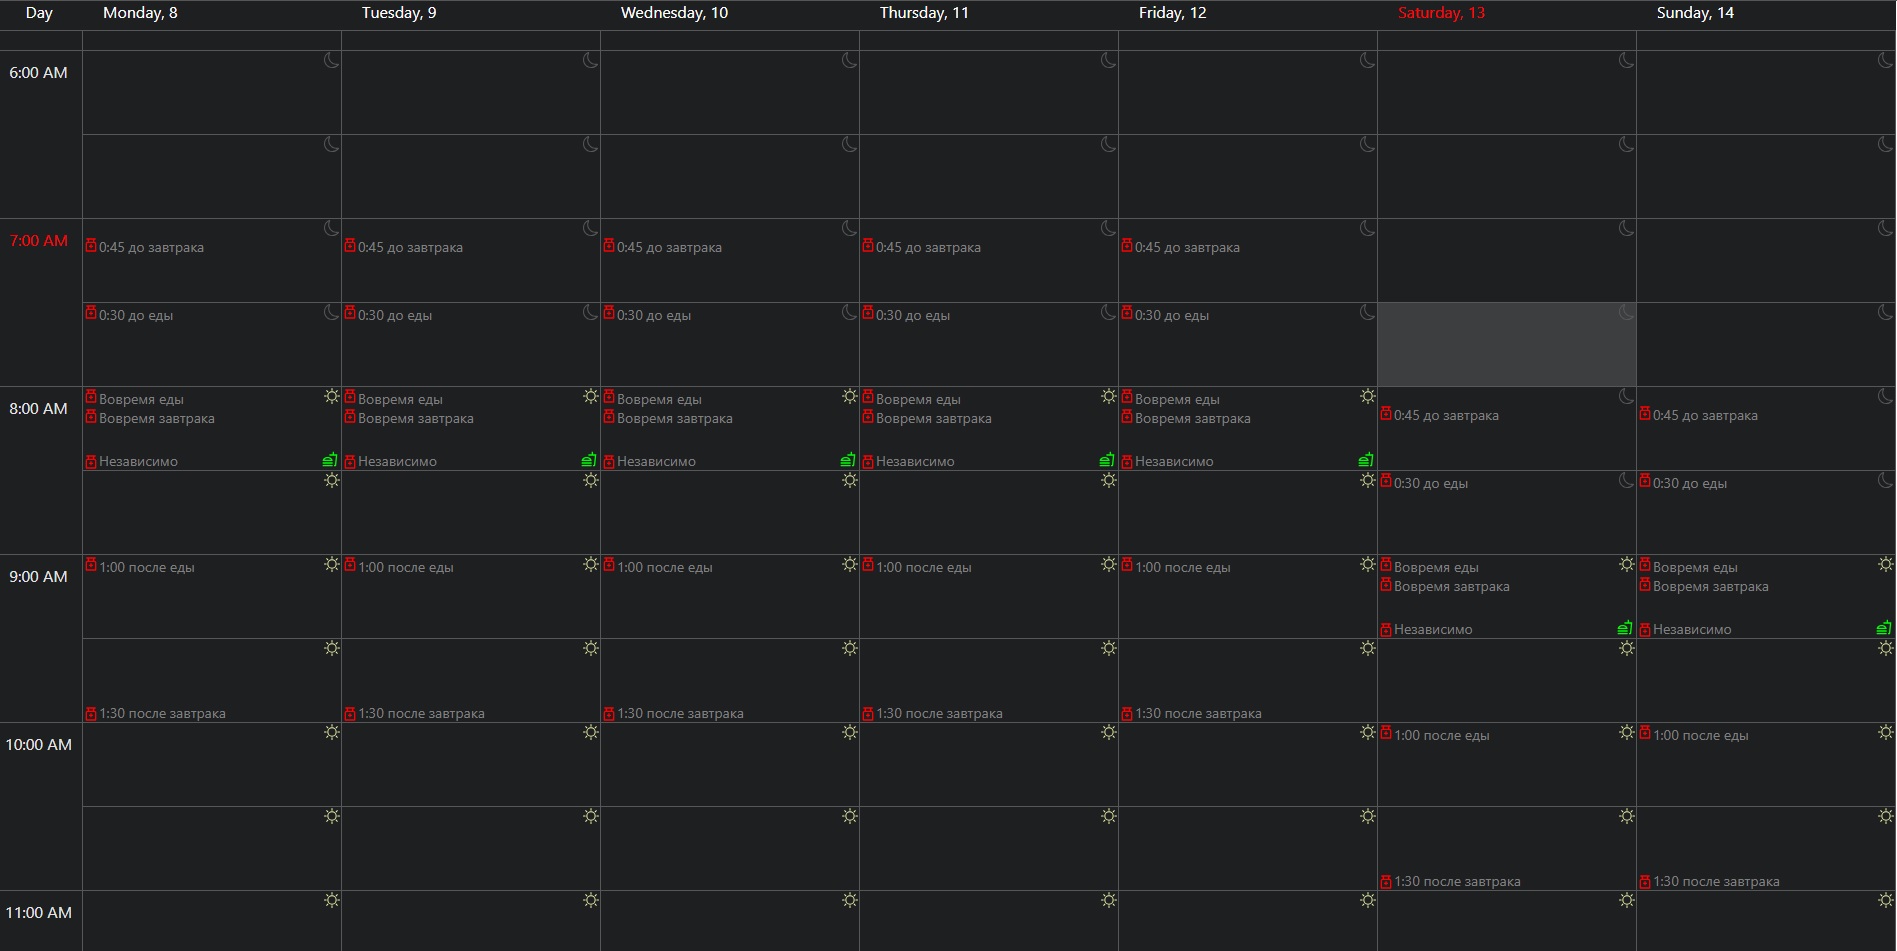 Day Monday, 8 Tuesday, 9 Wednesday, 10 Thursday, 11 Friday, 12 Saturday, 13 Sunday, 14
6:00 AM
7:00 AM
0:45 до завтрака 0:45 до завтрака 0:45 до завтрака 0:45 до завтрака 0:45 до завтрака
0:30 до еды 0:30 до еды 0:30 до еды 0:30 до еды 0:30 до еды
Вовремя еды Вовремя еды Вовремя еды Вовремя еды Вовремя еды
8:00 AM
Вовремя завтрака Вовремя завтрака Вовремя завтрака Вовремя завтрака Вовремя завтрака 0:45 до завтрака 0:45 до завтрака
Независимо Независимо Независимо Независимо Независимо
0:30 до еды 0:30 до еды
1:00 после еды 1:00 после еды 1:00 после еды 1:00 после еды 1:00 после еды Вовремя еды Вовремя еды
9:00 AM
Вовремя завтрака Вовремя завтрака
Независимо Независимо
1:30 после завтрака 1:30 после завтрака 1:30 после завтрака 1:30 после завтрака 1:30 после завтрака
1:00 после еды 1:00 после еды
10:00 AM
1:30 после завтрака 1:30 после завтрака
11:00 AM